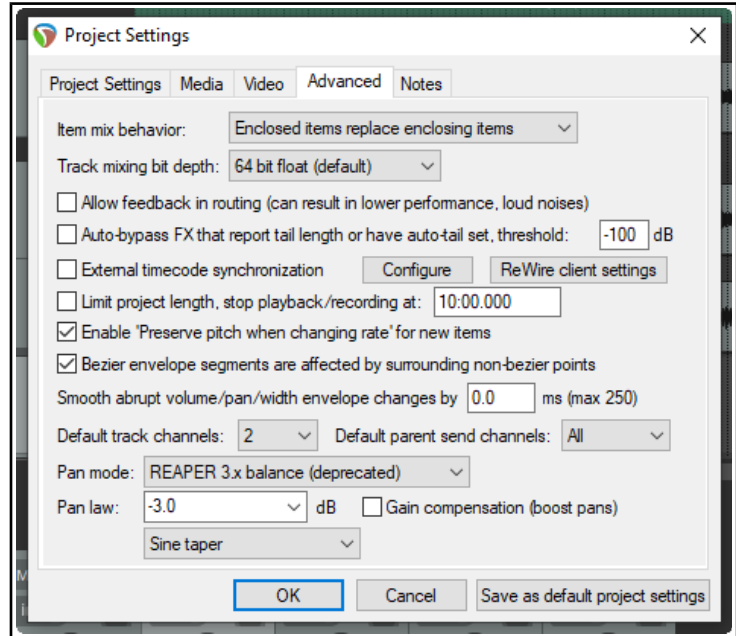 Project Settings
Project Settings Media Video Advanced Notes
Item mix behavior: Enclosed items replace enclosing items
Track mixing bit depth: 64 bit float (default)
Allow feedback in routing (can result in lower performance, loud noises)
Auto-bypass FX that report tail length or have auto-tail set, threshold: -100 dB
External timecode synchronization Configure ReWire client settings
Limit project length, stop playback/recording at: 10:00.000
Enable 'Preserve pitch when changing rate' for new items
Bezier envelope segments are affected by surrounding non-bezier points
Smooth abrupt volume/pan/width envelope changes by 0.0 ms (max 250)
Default track channels: 2 Default parent send channels: All
Pan mode: REAPER 3.x balance (deprecated)
Pan law: -3.0 dB Gain compensation (boost pans)
Sine taper
OK Cancel Save as default project settings